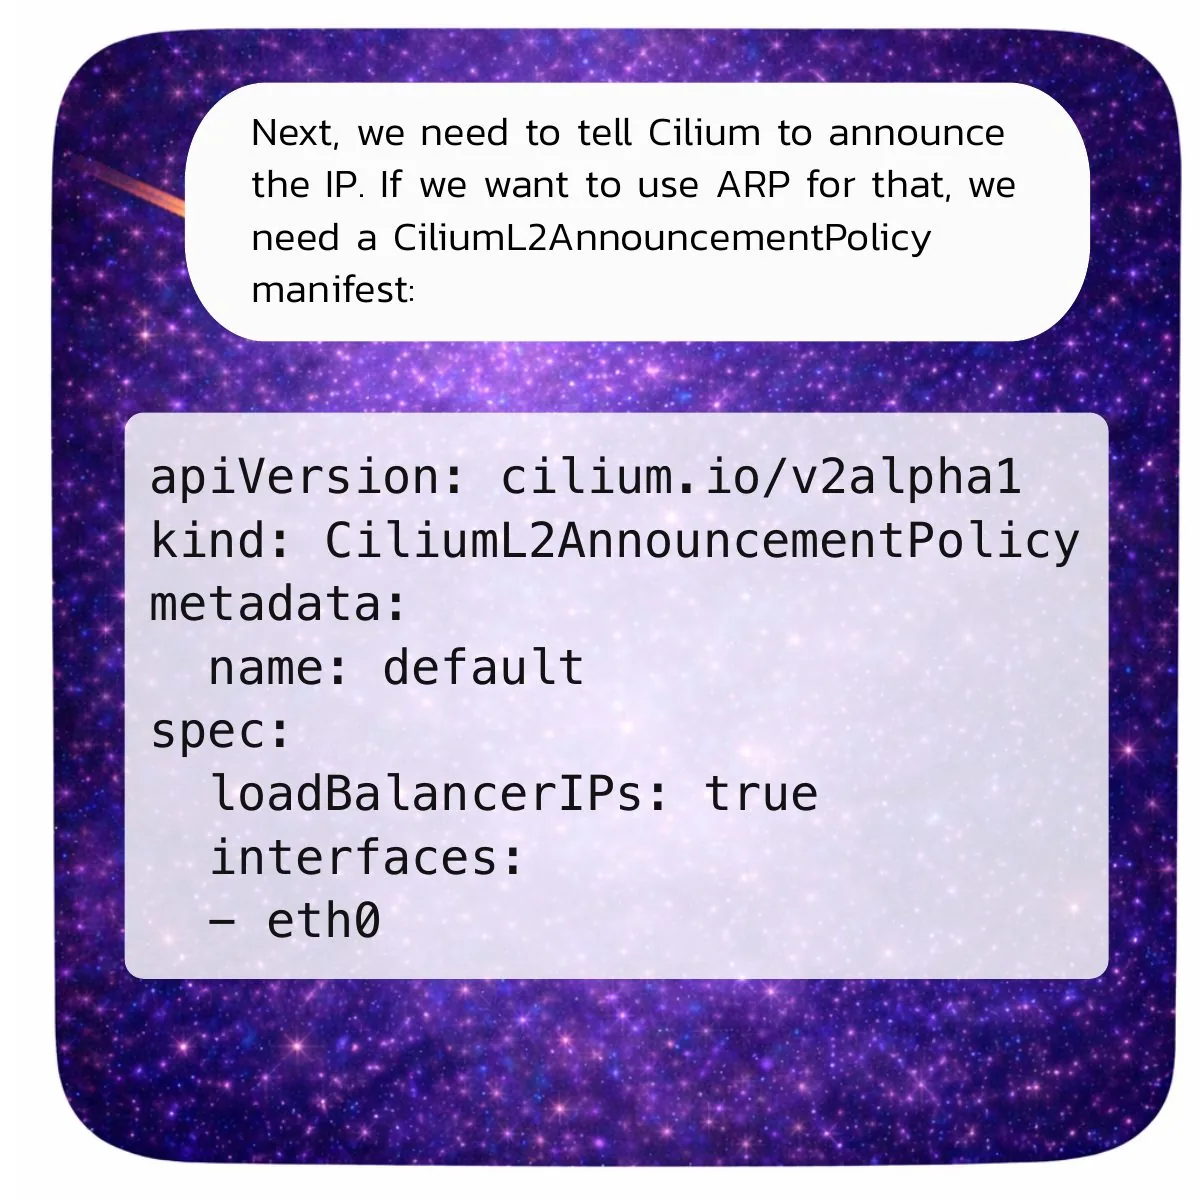 Next, we need to tell Cilium to announce
the IP. If we want to use ARP for that, we
need a CiliumL2AnnouncementPolicy
manifest:
apiVersion: cilium.io/v2alpha1
kind: CiliumL2AnnouncementPolicy
metadata:
  name: default
spec:
  loadBalancerIPs: true
  interfaces:
  – eth0